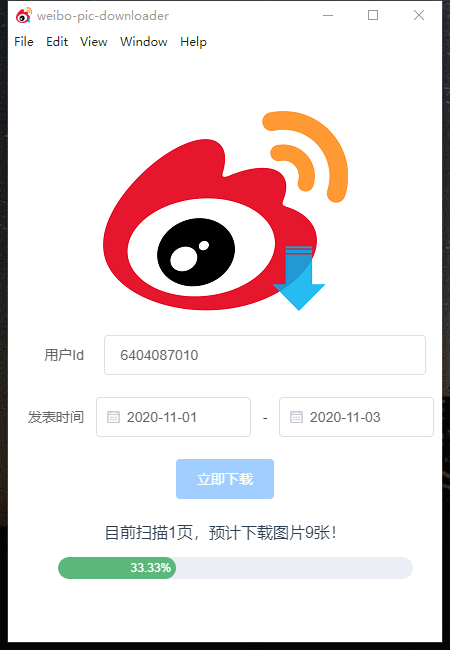 weibo-pic-downloader
File Edit View Window Help
用户Id 6404087010
发表时间 2020-11-01 - 2020-11-03
立即下载
目前扫描1页，预计下载图片9张！
33.33%